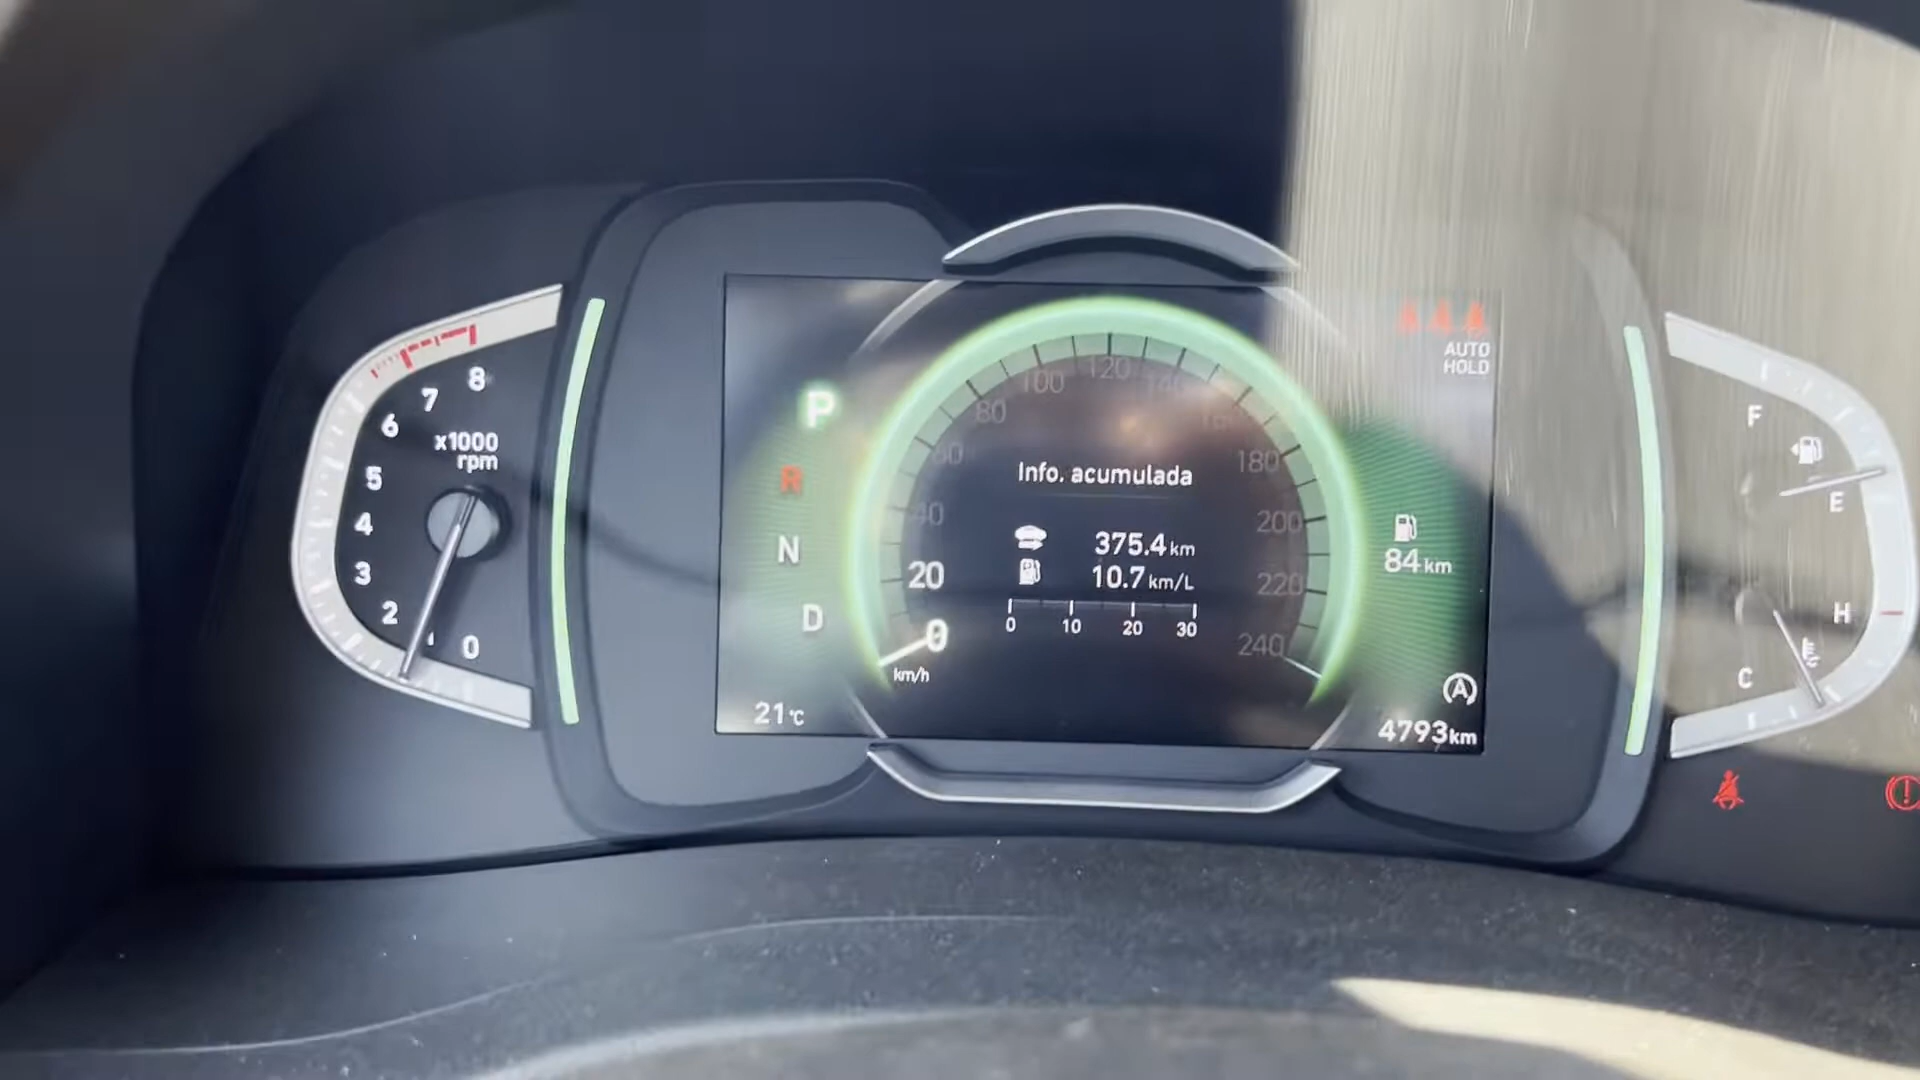 8
7
6
5
4
3
2
1
0
x1000
rpm
P
R
N
D
21°C
0
20
40
60
80
100
120
140
160
180
200
220
240
km/h
Info. acumulada
375.4 km
10.7 km/L
0 10 20 30
AUTO
HOLD
84 km
A
4793 km
F
E
H
C